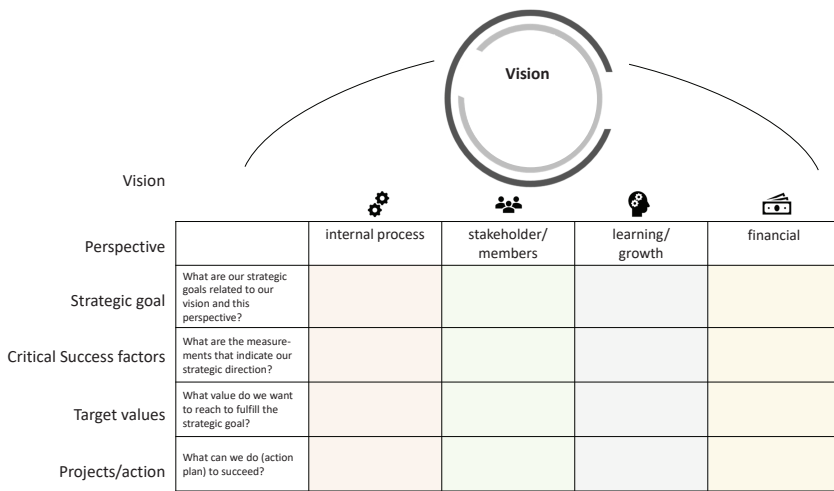 Vision
Vision
Perspective
internal process
stakeholder/
members
learning/
growth
financial
Strategic goal
What are our strategic
goals related to our
vision and this
perspective?
Critical Success factors
What are the measure-
ments that indicate our
strategic direction?
Target values
What value do we want
to reach to fulfill the
strategic goal?
Projects/action
What can we do (action
plan) to succeed?